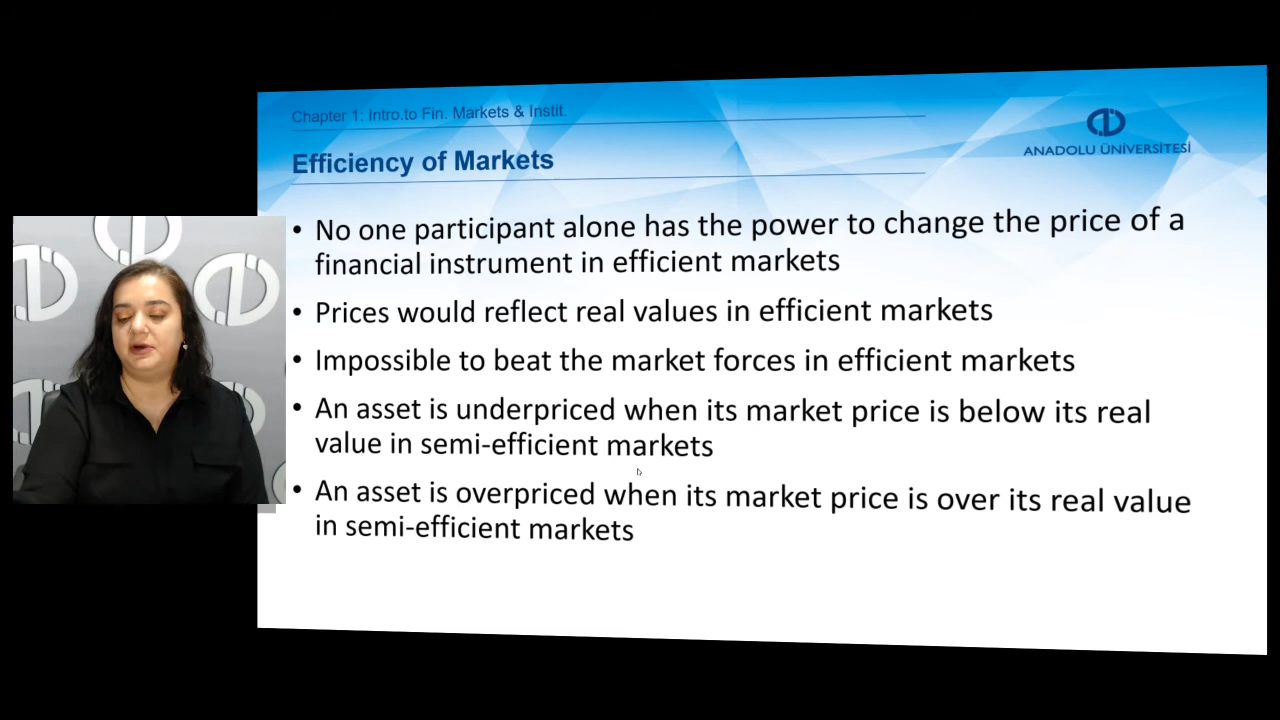 Chapter 1: Intro.to Fin. Markets & Instit.
ANADOLU ÜNİVERSİTESİ
Efficiency of Markets
• No one participant alone has the power to change the price of a
financial instrument in efficient markets
• Prices would reflect real values in efficient markets
• Impossible to beat the market forces in efficient markets
• An asset is underpriced when its market price is below its real
value in semi-efficient markets
• An asset is overpriced when its market price is over its real value
in semi-efficient markets